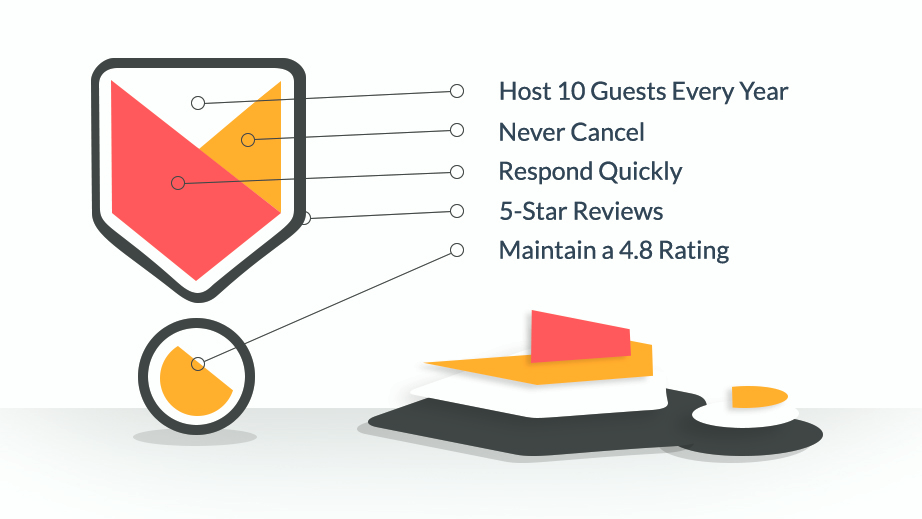 Host 10 Guests Every Year
Never Cancel
Respond Quickly
5-Star Reviews
Maintain a 4.8 Rating